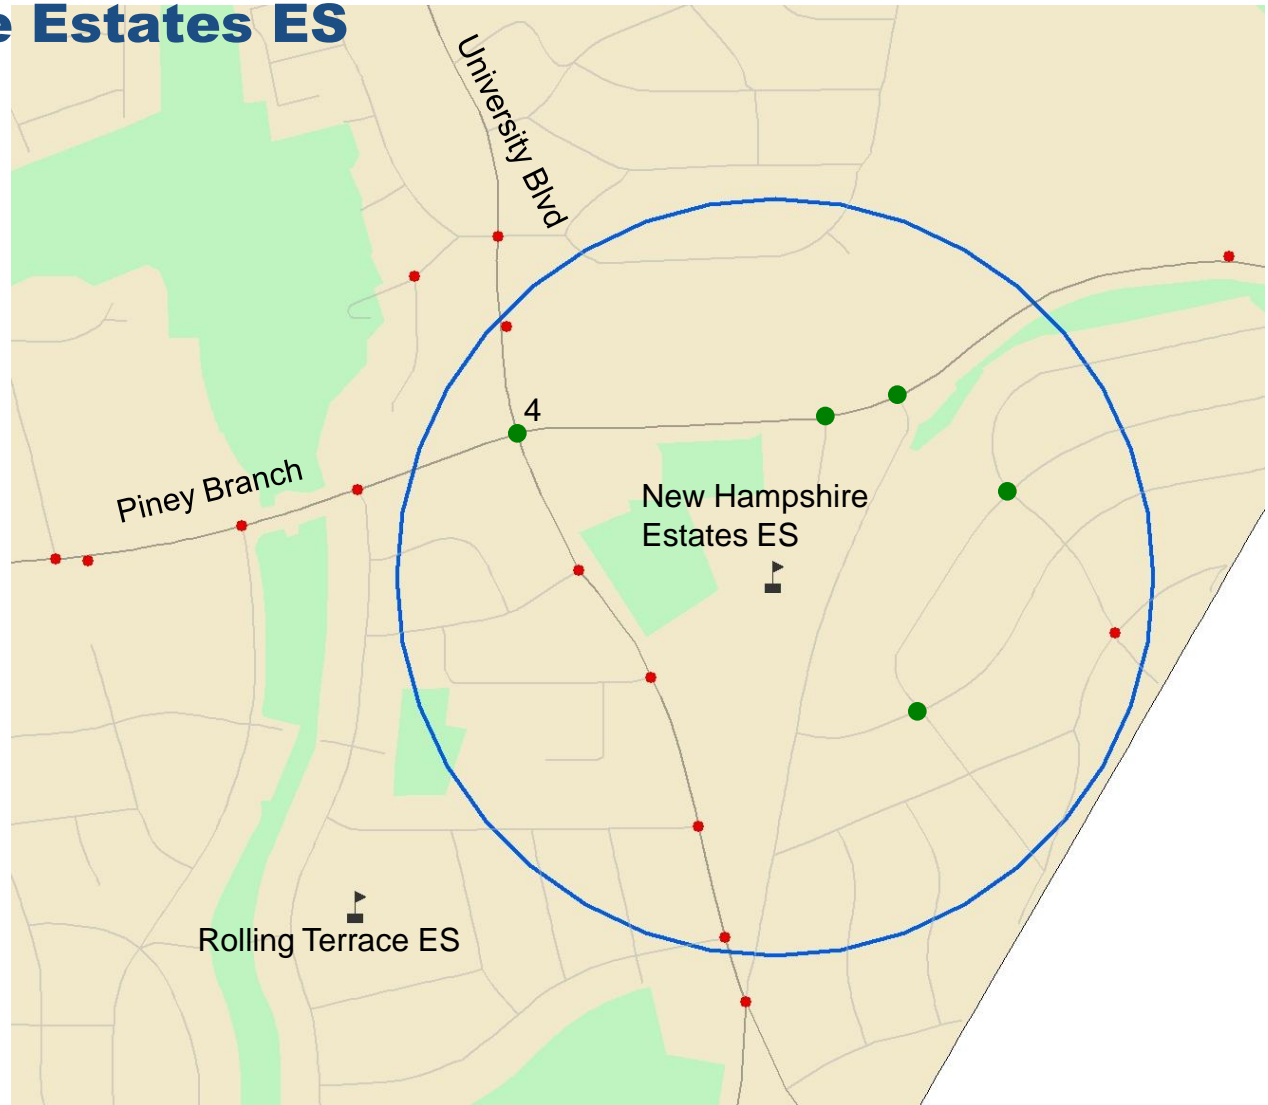 e Estates ES
University Blvd
4
Piney Branch
New Hampshire
Estates ES
Rolling Terrace ES